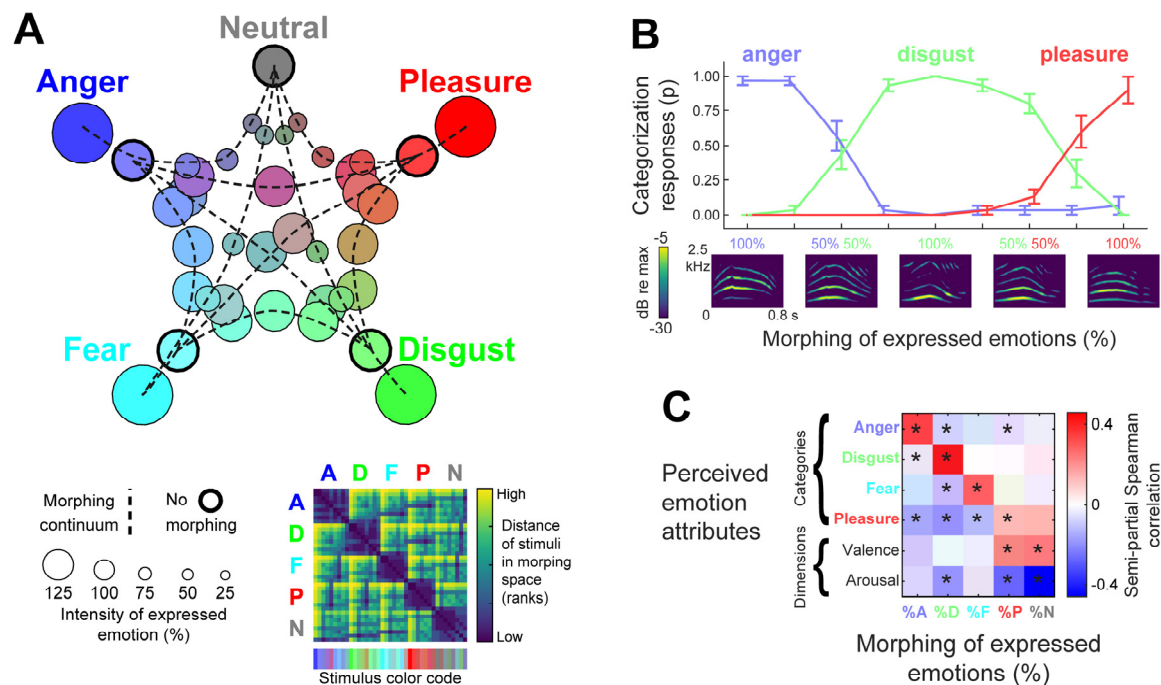 A
Neutral
Anger
Pleasure
Fear
Disgust
Morphing
continuum
No
morphing
125 100 75 50 25
Intensity of expressed
emotion (%)
A D F P N
A
D
F
P
N
High
Distance
of stimuli
in morping
space
(ranks)
Low
Stimulus color code
B
anger disgust pleasure
Categorization
responses (p)
1.00
0.75
0.50
0.25
0.00
100% 50% 50% 100% 50% 50% 100%
dB re max
-5
-30
2.5
kHz
0 0.8 s
Morphing of expressed emotions (%)
C
Perceived
emotion
attributes
Categories
Dimensions
Anger * * *
Disgust * *
Fear * *
Pleasure * * * *
Valence * *
Arousal * * *
%A %D %F %P %N
Morphing of expressed
emotions (%)
0.4
0
-0.4
Semi-partial Spearman
correlation